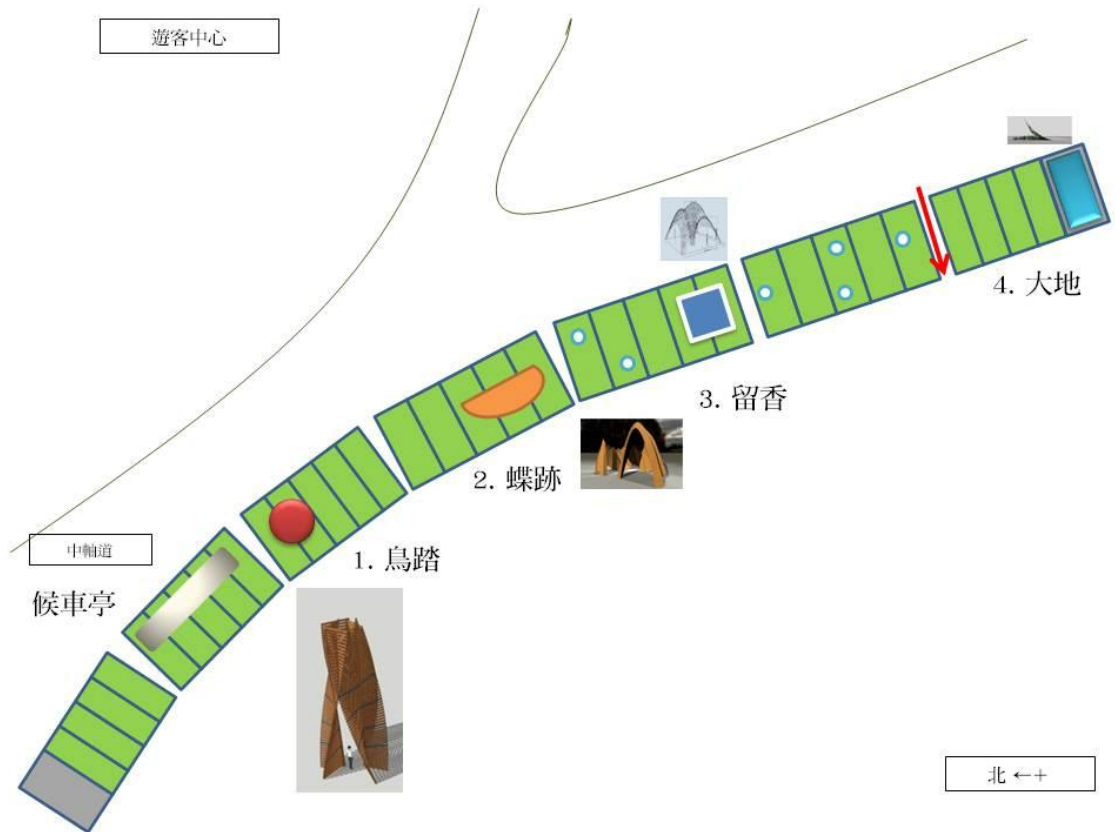 遊客中心
4. 大地
3. 留香
2. 蝶跡
中軸道
1. 鳥踏
候車亭
北 ←+